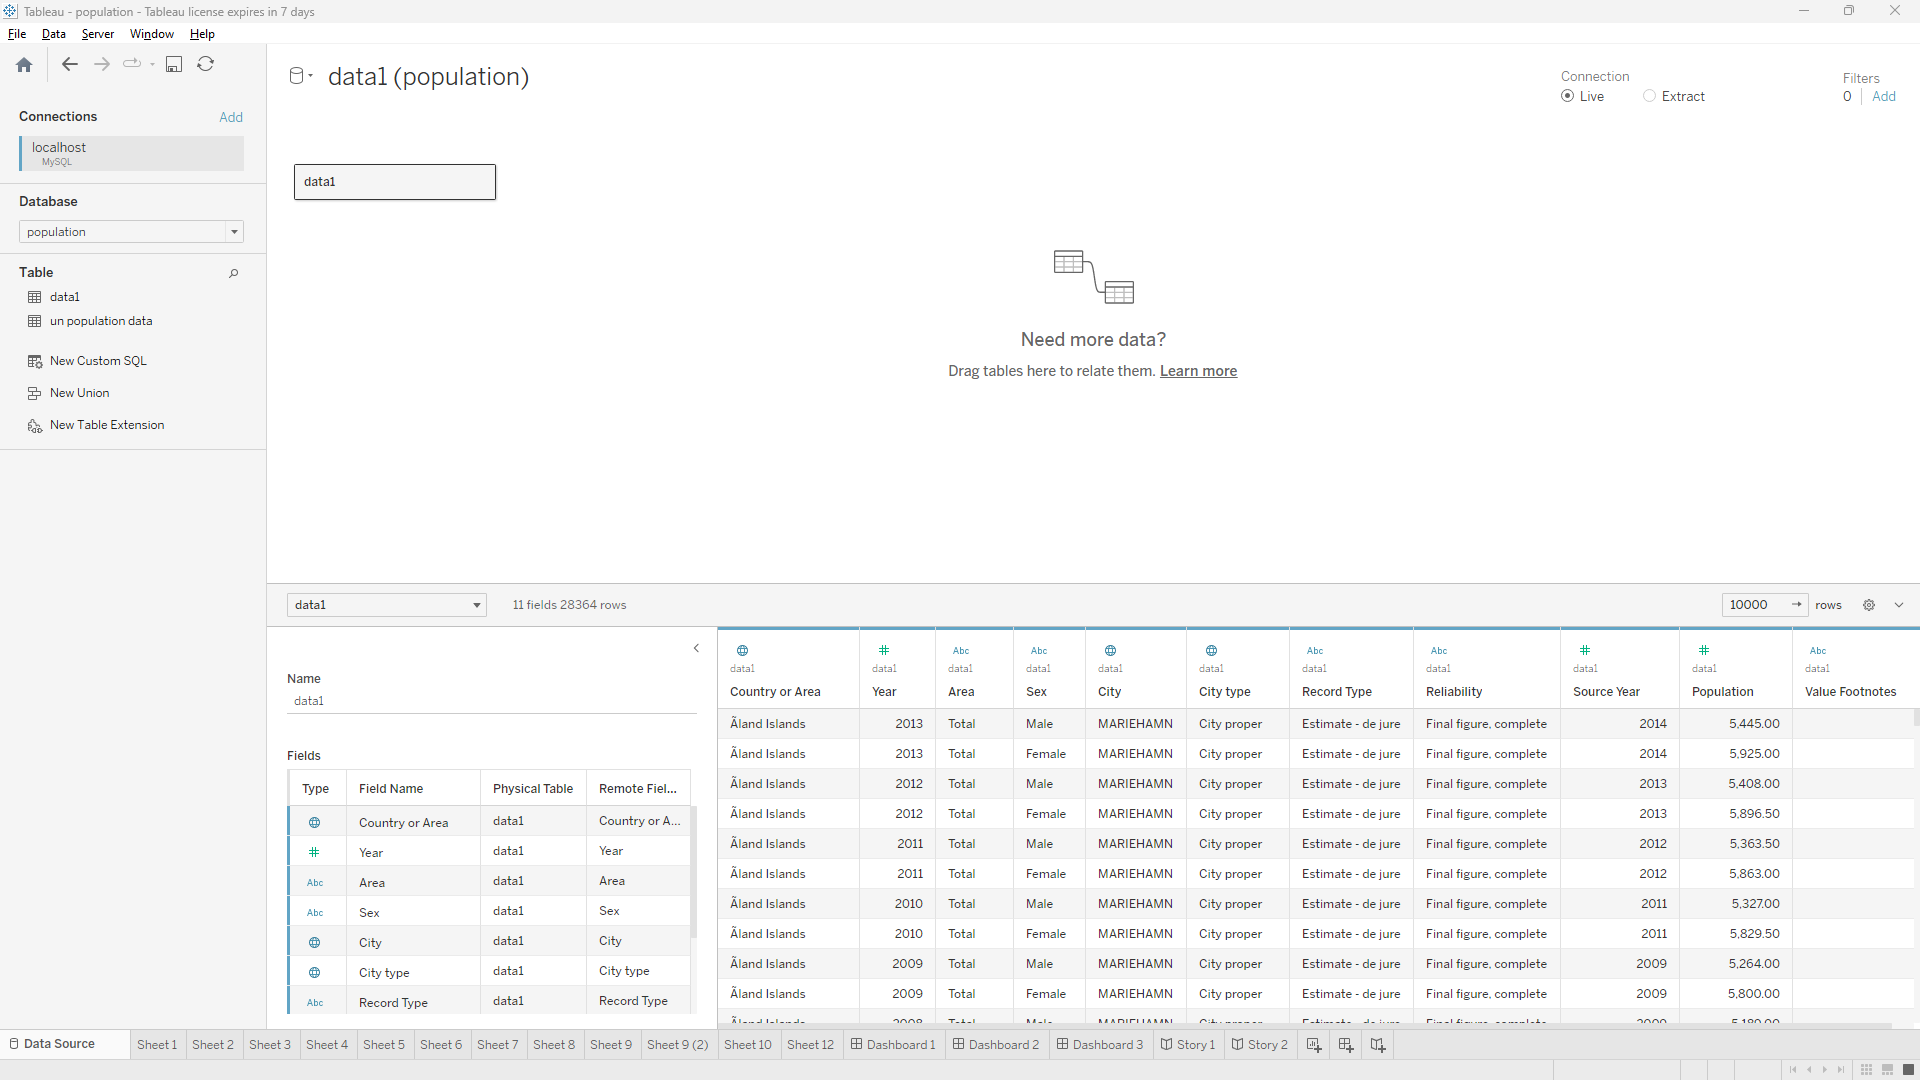 Tableau - population - Tableau license expires in 7 days
File Data Server Window Help
data1 (population)
Connection
Live Extract
Filters
0 Add
Connections Add
localhost
MySQL
Database
population
Table
data1
un population data
New Custom SQL
New Union
New Table Extension
data1
Need more data?
Drag tables here to relate them. Learn more
data1 11 fields 28364 rows 10000 → rows
Name
data1
Fields
Type Field Name Physical Table Remote Fiel...
Country or Area data1 Country or A...
# Year data1 Year
Abc Area data1 Area
Abc Sex data1 Sex
City data1 City
City type data1 City type
Abc Record Type data1 Record Type
# Abc Abc Abc Abc # # Abc
data1 data1 data1 data1 data1 data1 data1 data1 data1 data1 data1
Country or Area Year Area Sex City City type Record Type Reliability Source Year Population Value Footnotes
Ãland Islands 2013 Total Male MARIEHAMN City proper Estimate - de jure Final figure, complete 2014 5,445.00
Ãland Islands 2013 Total Female MARIEHAMN City proper Estimate - de jure Final figure, complete 2014 5,925.00
Ãland Islands 2012 Total Male MARIEHAMN City proper Estimate - de jure Final figure, complete 2013 5,408.00
Ãland Islands 2012 Total Female MARIEHAMN City proper Estimate - de jure Final figure, complete 2013 5,896.50
Ãland Islands 2011 Total Male MARIEHAMN City proper Estimate - de jure Final figure, complete 2012 5,363.50
Ãland Islands 2011 Total Female MARIEHAMN City proper Estimate - de jure Final figure, complete 2012 5,863.00
Ãland Islands 2010 Total Male MARIEHAMN City proper Estimate - de jure Final figure, complete 2011 5,327.00
Ãland Islands 2010 Total Female MARIEHAMN City proper Estimate - de jure Final figure, complete 2011 5,829.50
Ãland Islands 2009 Total Male MARIEHAMN City proper Estimate - de jure Final figure, complete 2009 5,264.00
Ãland Islands 2009 Total Female MARIEHAMN City proper Estimate - de jure Final figure, complete 2009 5,800.00
Data Source Sheet 1 Sheet 2 Sheet 3 Sheet 4 Sheet 5 Sheet 6 Sheet 7 Sheet 8 Sheet 9 Sheet 9 (2) Sheet 10 Sheet 12 Dashboard 1 Dashboard 2 Dashboard 3 Story 1 Story 2